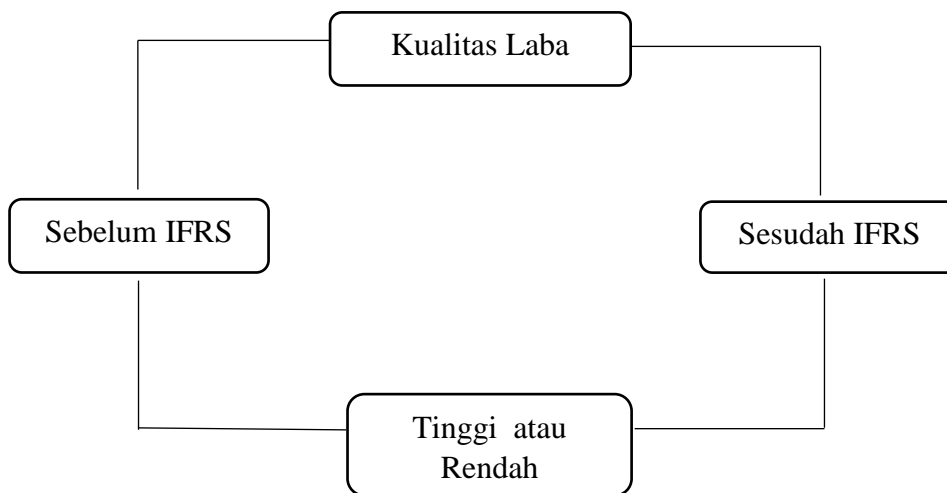 Kualitas Laba
Sebelum IFRS
Sesudah IFRS
Tinggi atau
Rendah